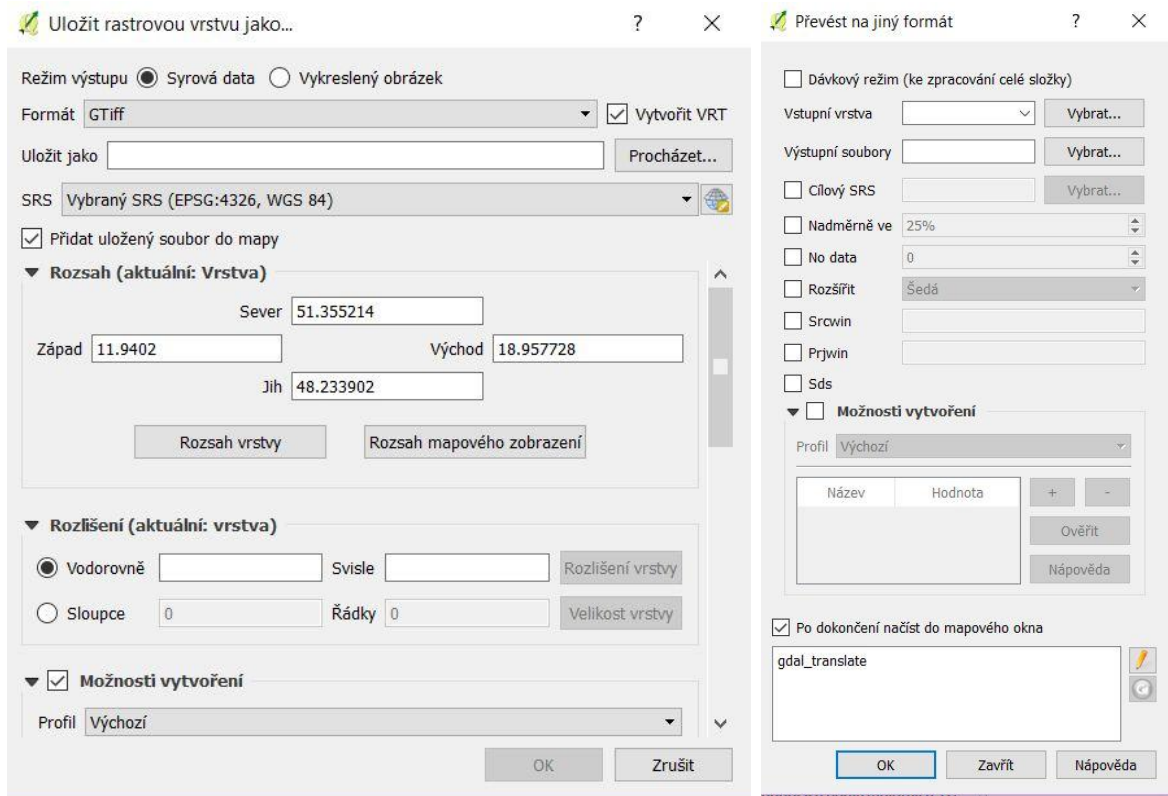 Uložit rastrovou vrstvu jako...
?
Režim výstupu Syrová data Vykreslený obrázek
Formát GTiff Vytvořit VRT
Uložit jako Procházet...
SRS Vybraný SRS (EPSG:4326, WGS 84)
Přidat uložený soubor do mapy
Rozsah (aktuální: Vrstva)
Sever 51.355214
Západ 11.9402 Východ 18.957728
Jih 48.233902
Rozsah vrstvy Rozsah mapového zobrazení
Rozlišení (aktuální: vrstva)
Vodorovně Svisle Rozlišení vrstvy
Sloupce 0 Řádky 0 Velikost vrstvy
Možnosti vytvoření
Profil Výchozí
OK Zrušit
Převést na jiný formát
?
Dávkový režim (ke zpracování celé složky)
Vstupní vrstva Vybrat...
Výstupní soubory Vybrat...
Cílový SRS Vybrat...
Nadměrně ve 25%
No data 0
Rozšířit Šedá
Srcwin
Prjwin
Sds
Možnosti vytvoření
Profil Výchozí
Název Hodnota + -
Ověřit
Nápověda
Po dokončení načíst do mapového okna
gdal_translate
OK Zavřít Nápověda